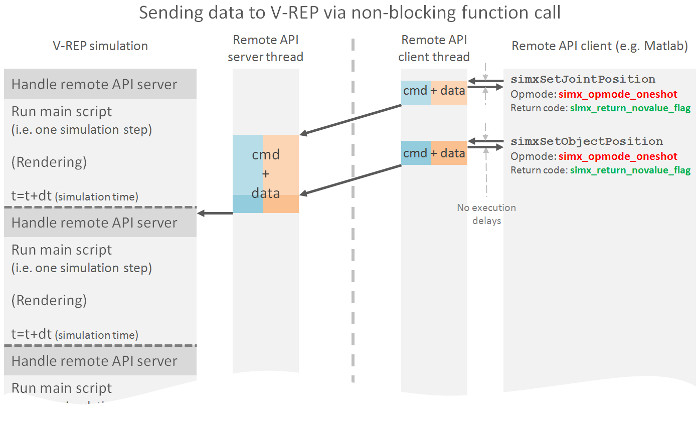 Sending data to V-REP via non-blocking function call
V-REP simulation
Remote API
server thread
Remote API
client thread
Remote API client (e.g. Matlab)
Handle remote API server
Run main script
(i.e. one simulation step)
(Rendering)
t=t+dt (simulation time)
Handle remote API server
Run main script
(i.e. one simulation step)
(Rendering)
t=t+dt (simulation time)
Handle remote API server
Run main script
cmd
+
data
cmd + data
cmd + data
simxSetJointPosition
Opmode: simx_opmode_oneshot
Return code: simx_return_novalue_flag
simxSetObjectPosition
Opmode: simx_opmode_oneshot
Return code: simx_return_novalue_flag
No execution
delays